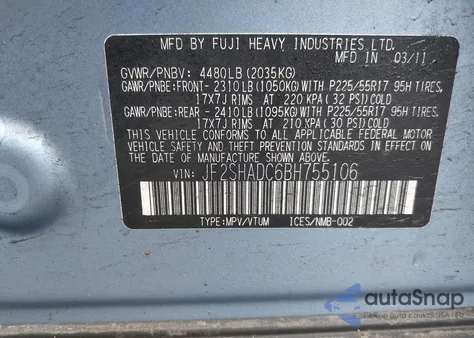 MFD BY FUJI HEAVY INDUSTRIES LTD.
MFD IN 03/11
GVWR/PNBV: 4480LB (2035KG)
GAWR/PNBE:FRONT- 2310LB(1050KG)WITH P225/55R17 95H TIRES,
17X7J RIMS AT 220 KPA( 32 PSI)COLD
GAWR/PNBE:REAR - 2410LB(1095KG)WITH P225/55R17 95H TIRES,
17X7J RIMS AT 210 KPA( 30 PSI)COLD
THIS VEHICLE CONFORMS TO ALL APPLICABLE FEDERAL MOTOR
VEHICLE SAFETY, BUMPER, AND THEFT PREVENTION STANDARDS IN
EFFECT ON THE DATE OF MANUFACTURE SHOWN ABOVE.
VIN: JF2SHADC6BH755106
TYPE:MPV/VTUM ICES/NMB-002
autoSnap